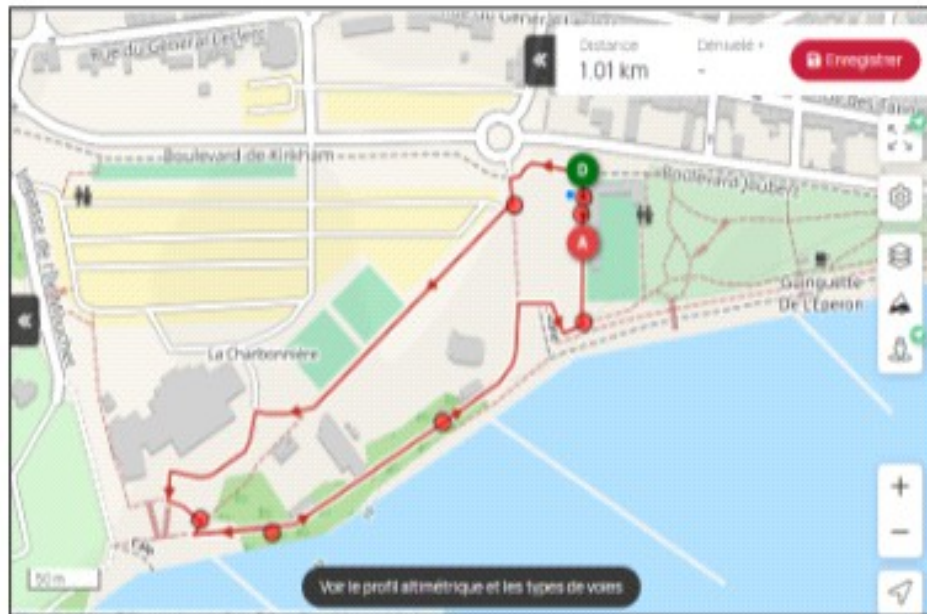 Rue du Général Leclerc
Distance
1.01 km
Dénivelé +
-
Enregistrer
Boulevard de Kirkham
D
Boulevard Joubert
A
Guinguette
De L'Éperon
La Charbonnière
50 m
Voir le profil altimétrique et les types de voies
+
−